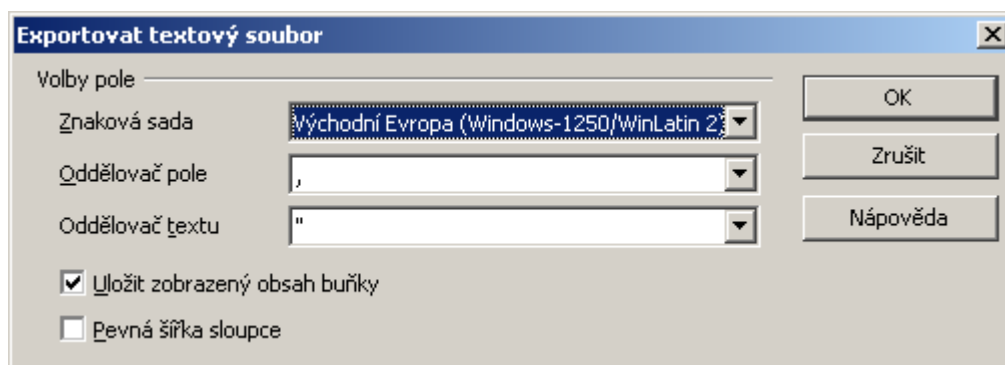 Exportovat textový soubor
Volby pole
Znaková sada
Východní Evropa (Windows-1250/WinLatin 2)
Oddělovač pole
,
Oddělovač textu
"
Uložit zobrazený obsah buňky
Pevná šířka sloupce
OK
Zrušit
Nápověda